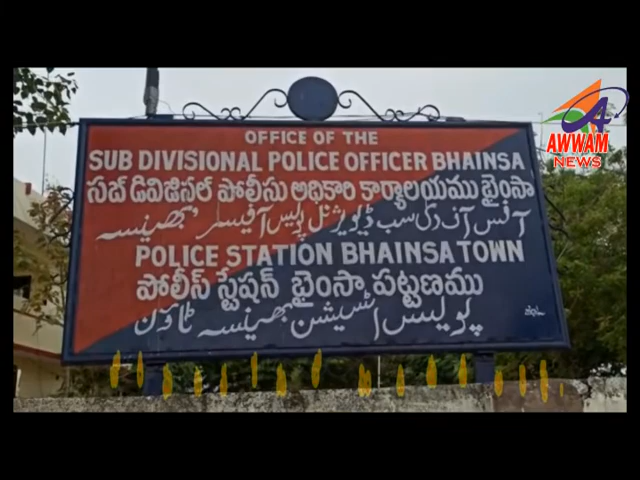 OFFICE OF THE
SUB DIVISIONAL POLICE OFFICER BHAINSA
సబ్ డివిజినల్ పోలీసు అధికారి కార్యాలయము భైంసా
آفس آف دی سب ڈیویژنل پولیس آفیسر بھینسہ
POLICE STATION BHAINSA TOWN
పోలీస్ స్టేషన్ భైంసా పట్టణము
پولیس اسٹیشن بھینسہ ٹاؤن
AWWAM
NEWS